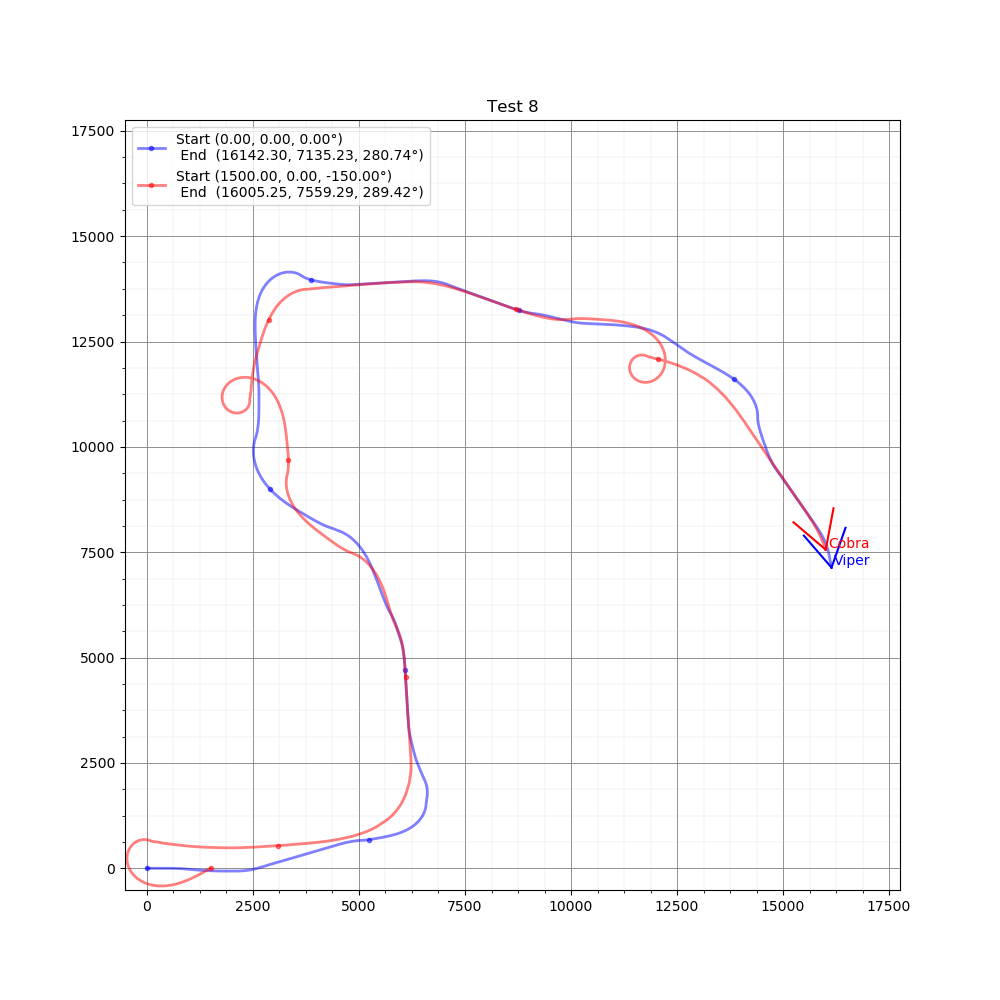 Test 8
Start (0.00, 0.00, 0.00°)
End  (16142.30, 7135.23, 280.74°)
Start (1500.00, 0.00, -150.00°)
End  (16005.25, 7559.29, 289.42°)
17500
15000
12500
10000
7500
5000
2500
0
Cobra
Viper
0 2500 5000 7500 10000 12500 15000 17500